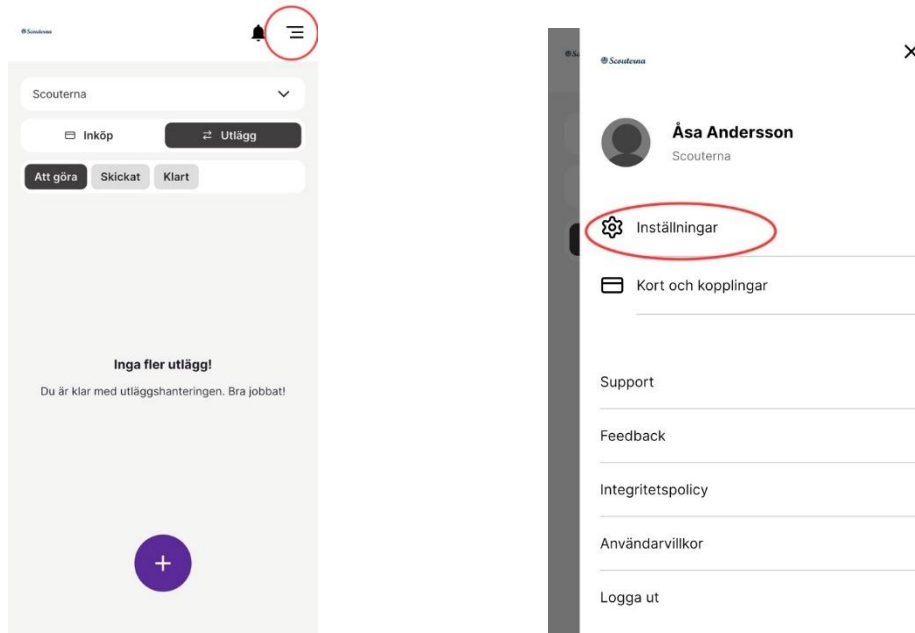 Scouterna
Scouterna
Inköp
Utlägg
Att göra
Skickat
Klart
Inga fler utlägg!
Du är klar med utläggshanteringen. Bra jobbat!
Scouterna
Åsa Andersson
Scouterna
Inställningar
Kort och kopplingar
Support
Feedback
Integritetspolicy
Användarvillkor
Logga ut